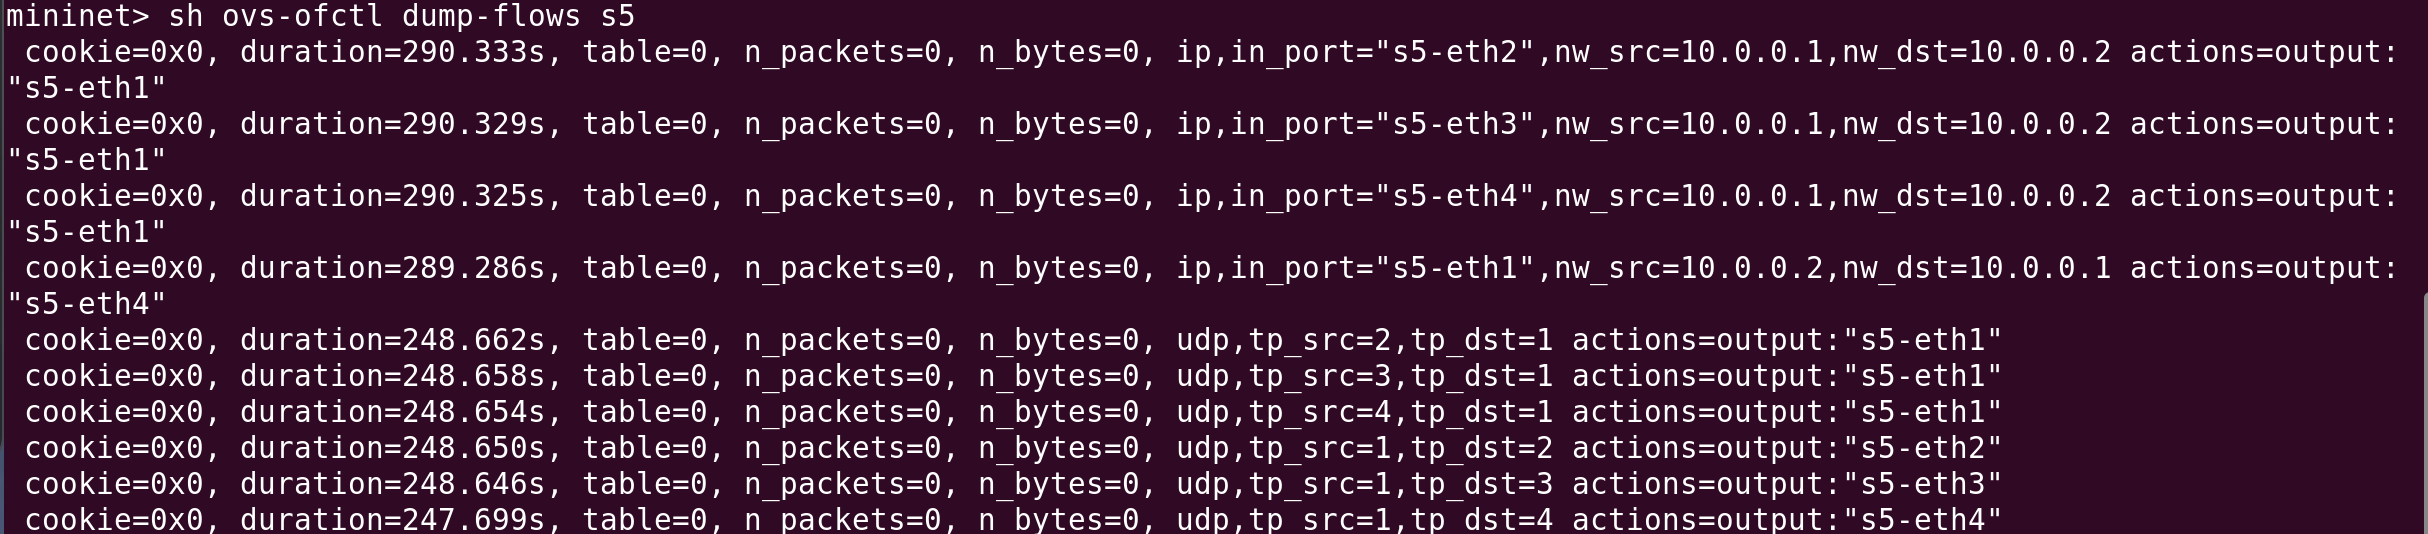 mininet> sh ovs-ofctl dump-flows s5
 cookie=0x0, duration=290.333s, table=0, n_packets=0, n_bytes=0, ip,in_port="s5-eth2",nw_src=10.0.0.1,nw_dst=10.0.0.2 actions=output:
"s5-eth1"
 cookie=0x0, duration=290.329s, table=0, n_packets=0, n_bytes=0, ip,in_port="s5-eth3",nw_src=10.0.0.1,nw_dst=10.0.0.2 actions=output:
"s5-eth1"
 cookie=0x0, duration=290.325s, table=0, n_packets=0, n_bytes=0, ip,in_port="s5-eth4",nw_src=10.0.0.1,nw_dst=10.0.0.2 actions=output:
"s5-eth1"
 cookie=0x0, duration=289.286s, table=0, n_packets=0, n_bytes=0, ip,in_port="s5-eth1",nw_src=10.0.0.2,nw_dst=10.0.0.1 actions=output:
"s5-eth4"
 cookie=0x0, duration=248.662s, table=0, n_packets=0, n_bytes=0, udp,tp_src=2,tp_dst=1 actions=output:"s5-eth1"
 cookie=0x0, duration=248.658s, table=0, n_packets=0, n_bytes=0, udp,tp_src=3,tp_dst=1 actions=output:"s5-eth1"
 cookie=0x0, duration=248.654s, table=0, n_packets=0, n_bytes=0, udp,tp_src=4,tp_dst=1 actions=output:"s5-eth1"
 cookie=0x0, duration=248.650s, table=0, n_packets=0, n_bytes=0, udp,tp_src=1,tp_dst=2 actions=output:"s5-eth2"
 cookie=0x0, duration=248.646s, table=0, n_packets=0, n_bytes=0, udp,tp_src=1,tp_dst=3 actions=output:"s5-eth3"
 cookie=0x0, duration=247.699s, table=0, n_packets=0, n_bytes=0, udp,tp_src=1,tp_dst=4 actions=output:"s5-eth4"